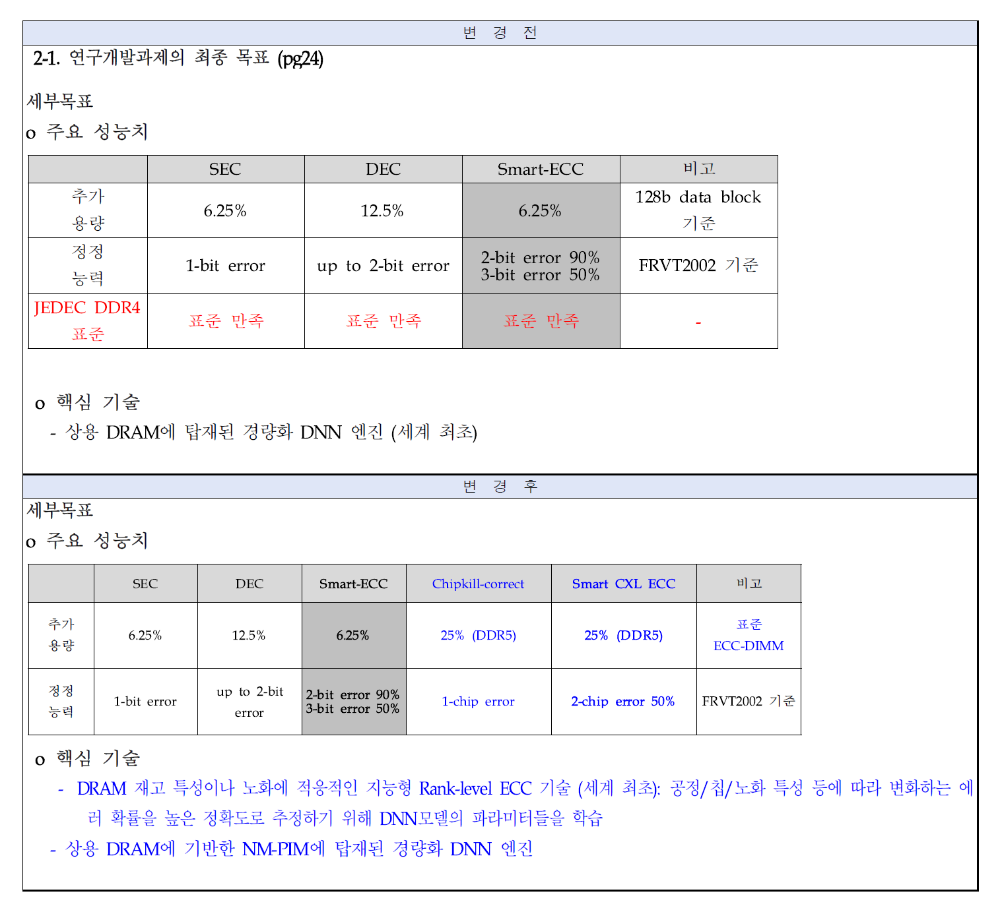 변 경 전
2-1. 연구개발과제의 최종 목표 (pg24)
세부목표
o 주요 성능치
SEC DEC Smart-ECC 비고
추가
용량
6.25% 12.5% 6.25%
128b data block
기준
정정
능력
1-bit error up to 2-bit error
2-bit error 90%
3-bit error 50%
FRVT2002 기준
JEDEC DDR4
표준
표준 만족 표준 만족 표준 만족 -
o 핵심 기술
- 상용 DRAM에 탑재된 경량화 DNN 엔진 (세계 최초)
변 경 후
세부목표
o 주요 성능치
SEC DEC Smart-ECC Chipkill-correct Smart CXL ECC 비고
추가
용량
6.25% 12.5% 6.25% 25% (DDR5) 25% (DDR5)
표준
ECC-DIMM
정정
능력
1-bit error
up to 2-bit
error
2-bit error 90%
3-bit error 50%
1-chip error 2-chip error 50% FRVT2002 기준
o 핵심 기술
- DRAM 재고 특성이나 노화에 적응적인 지능형 Rank-level ECC 기술 (세계 최초): 공정/칩/노화 특성 등에 따라 변화하는 에
러 확률을 높은 정확도로 추정하기 위해 DNN모델의 파라미터들을 학습
- 상용 DRAM에 기반한 NM-PIM에 탑재된 경량화 DNN 엔진